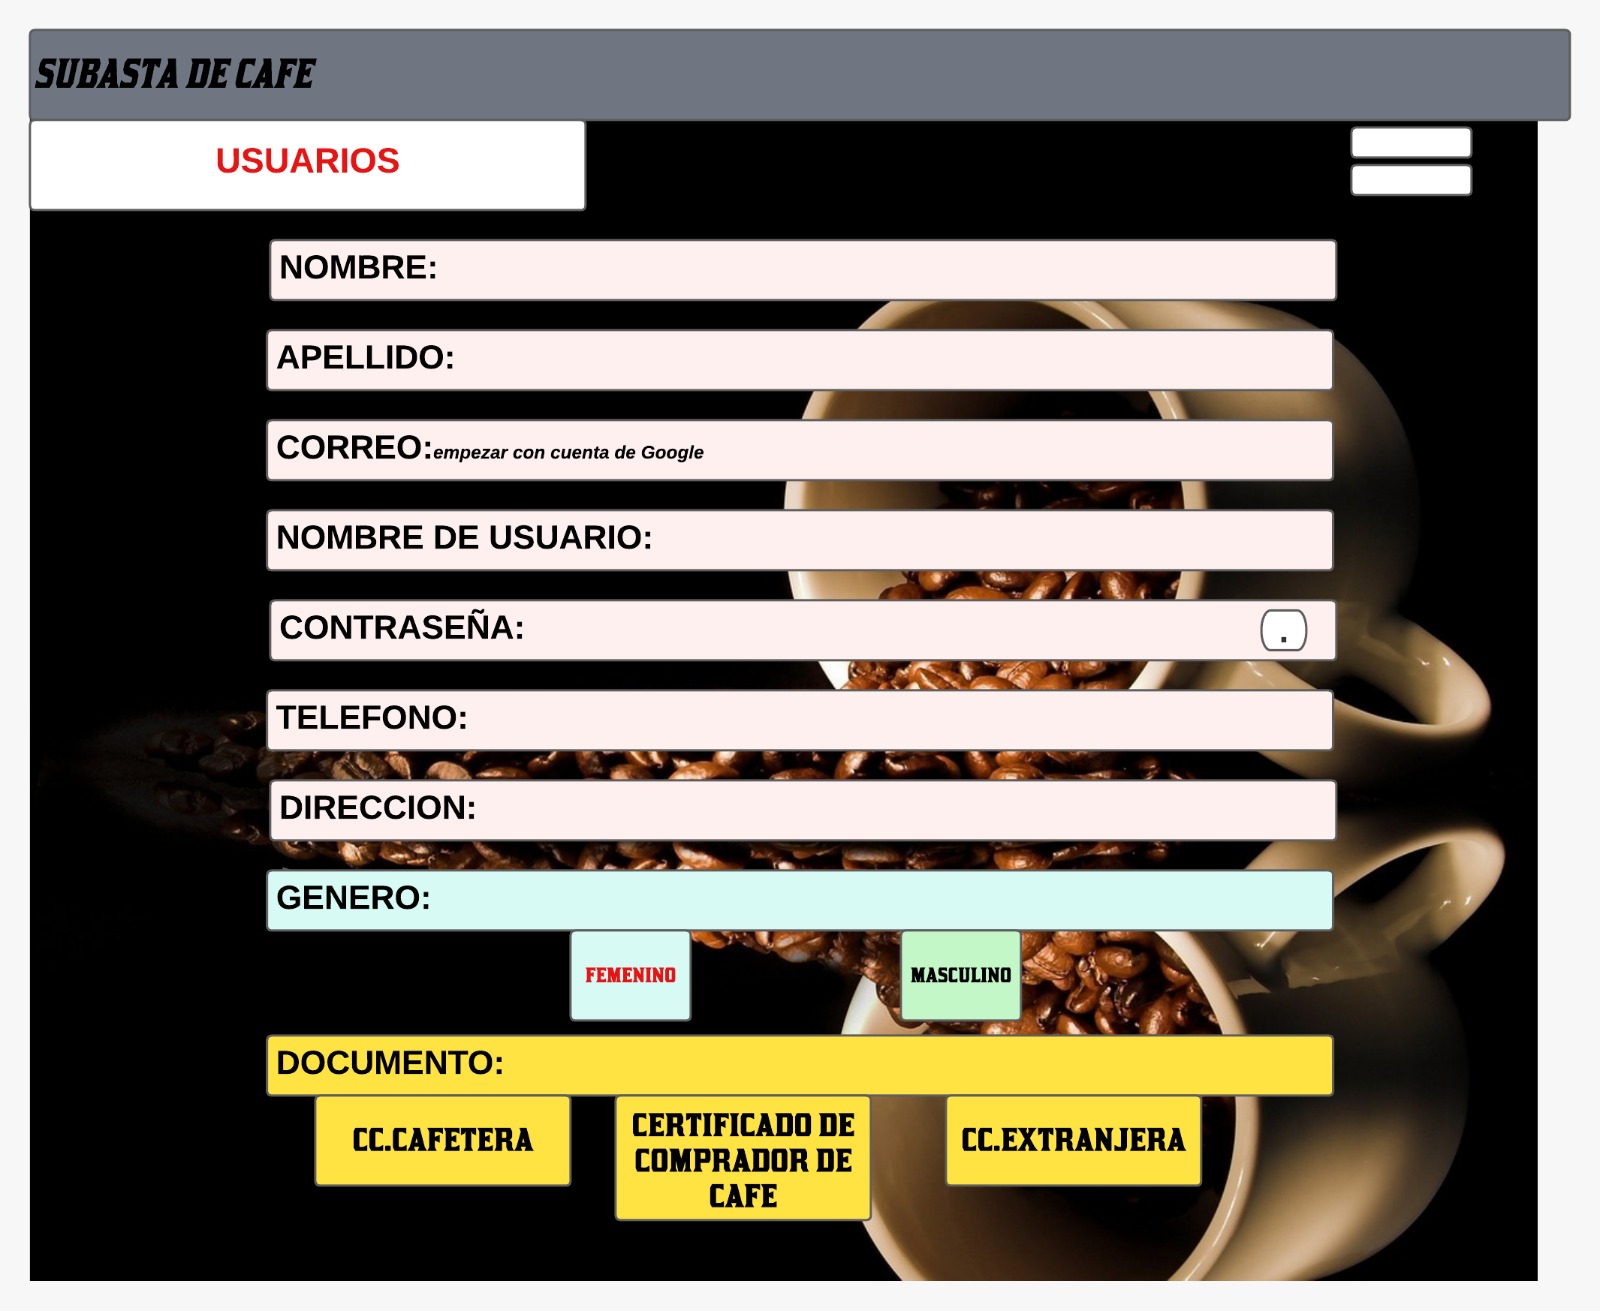 SUBASTA DE CAFE
USUARIOS
NOMBRE:
APELLIDO:
CORREO:empezar con cuenta de Google
NOMBRE DE USUARIO:
CONTRASEÑA:
.
TELEFONO:
DIRECCION:
GENERO:
FEMENINO
MASCULINO
DOCUMENTO:
CC.CAFETERA
CERTIFICADO DE
COMPRADOR DE
CAFE
CC.EXTRANJERA